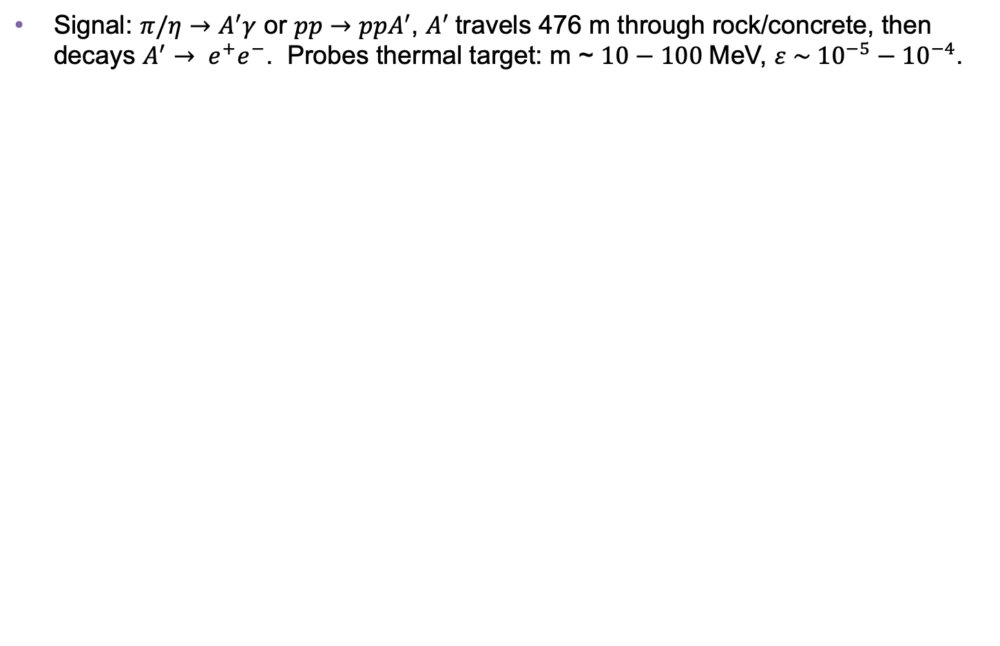 • Signal: π/η → A′γ or pp → ppA′, A′ travels 476 m through rock/concrete, then
decays A′ → e⁺e⁻. Probes thermal target: m ~ 10 – 100 MeV, ε ~ 10⁻⁵ – 10⁻⁴.